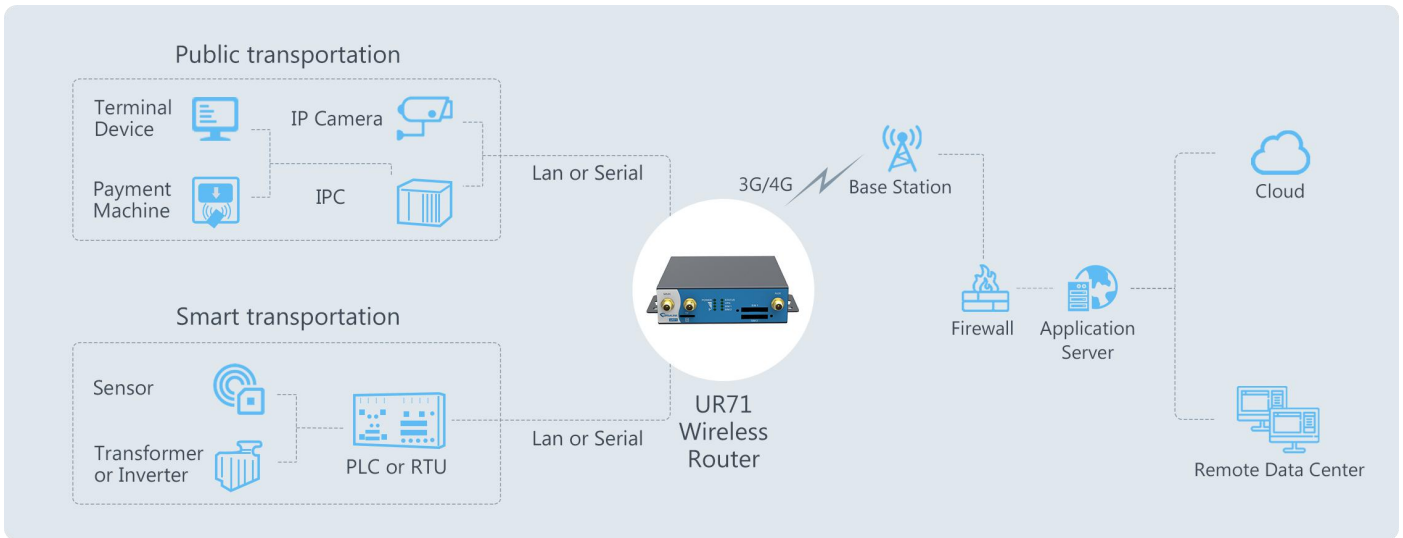 Public transportation
Terminal
Device
IP Camera
Payment
Machine
IPC
Lan or Serial
3G/4G
Base Station
Cloud
Firewall
Application
Server
Smart transportation
Sensor
Transformer
or Inverter
PLC or RTU
Lan or Serial
UR71
Wireless
Router
Remote Data Center